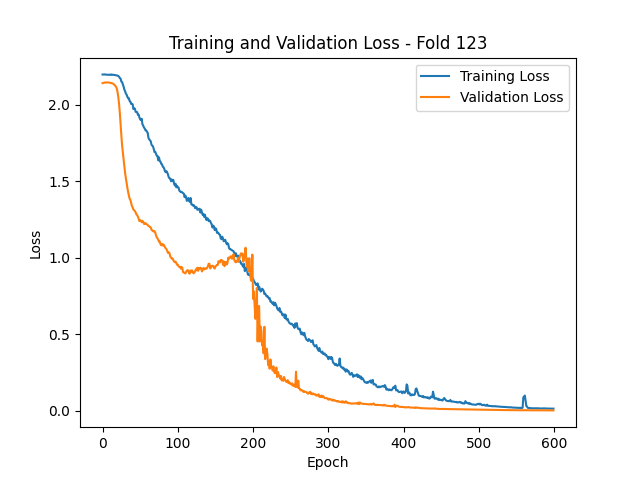 Training and Validation Loss - Fold 123
Training Loss
Validation Loss
Loss
2.0
1.5
1.0
0.5
0.0
0 100 200 300 400 500 600
Epoch